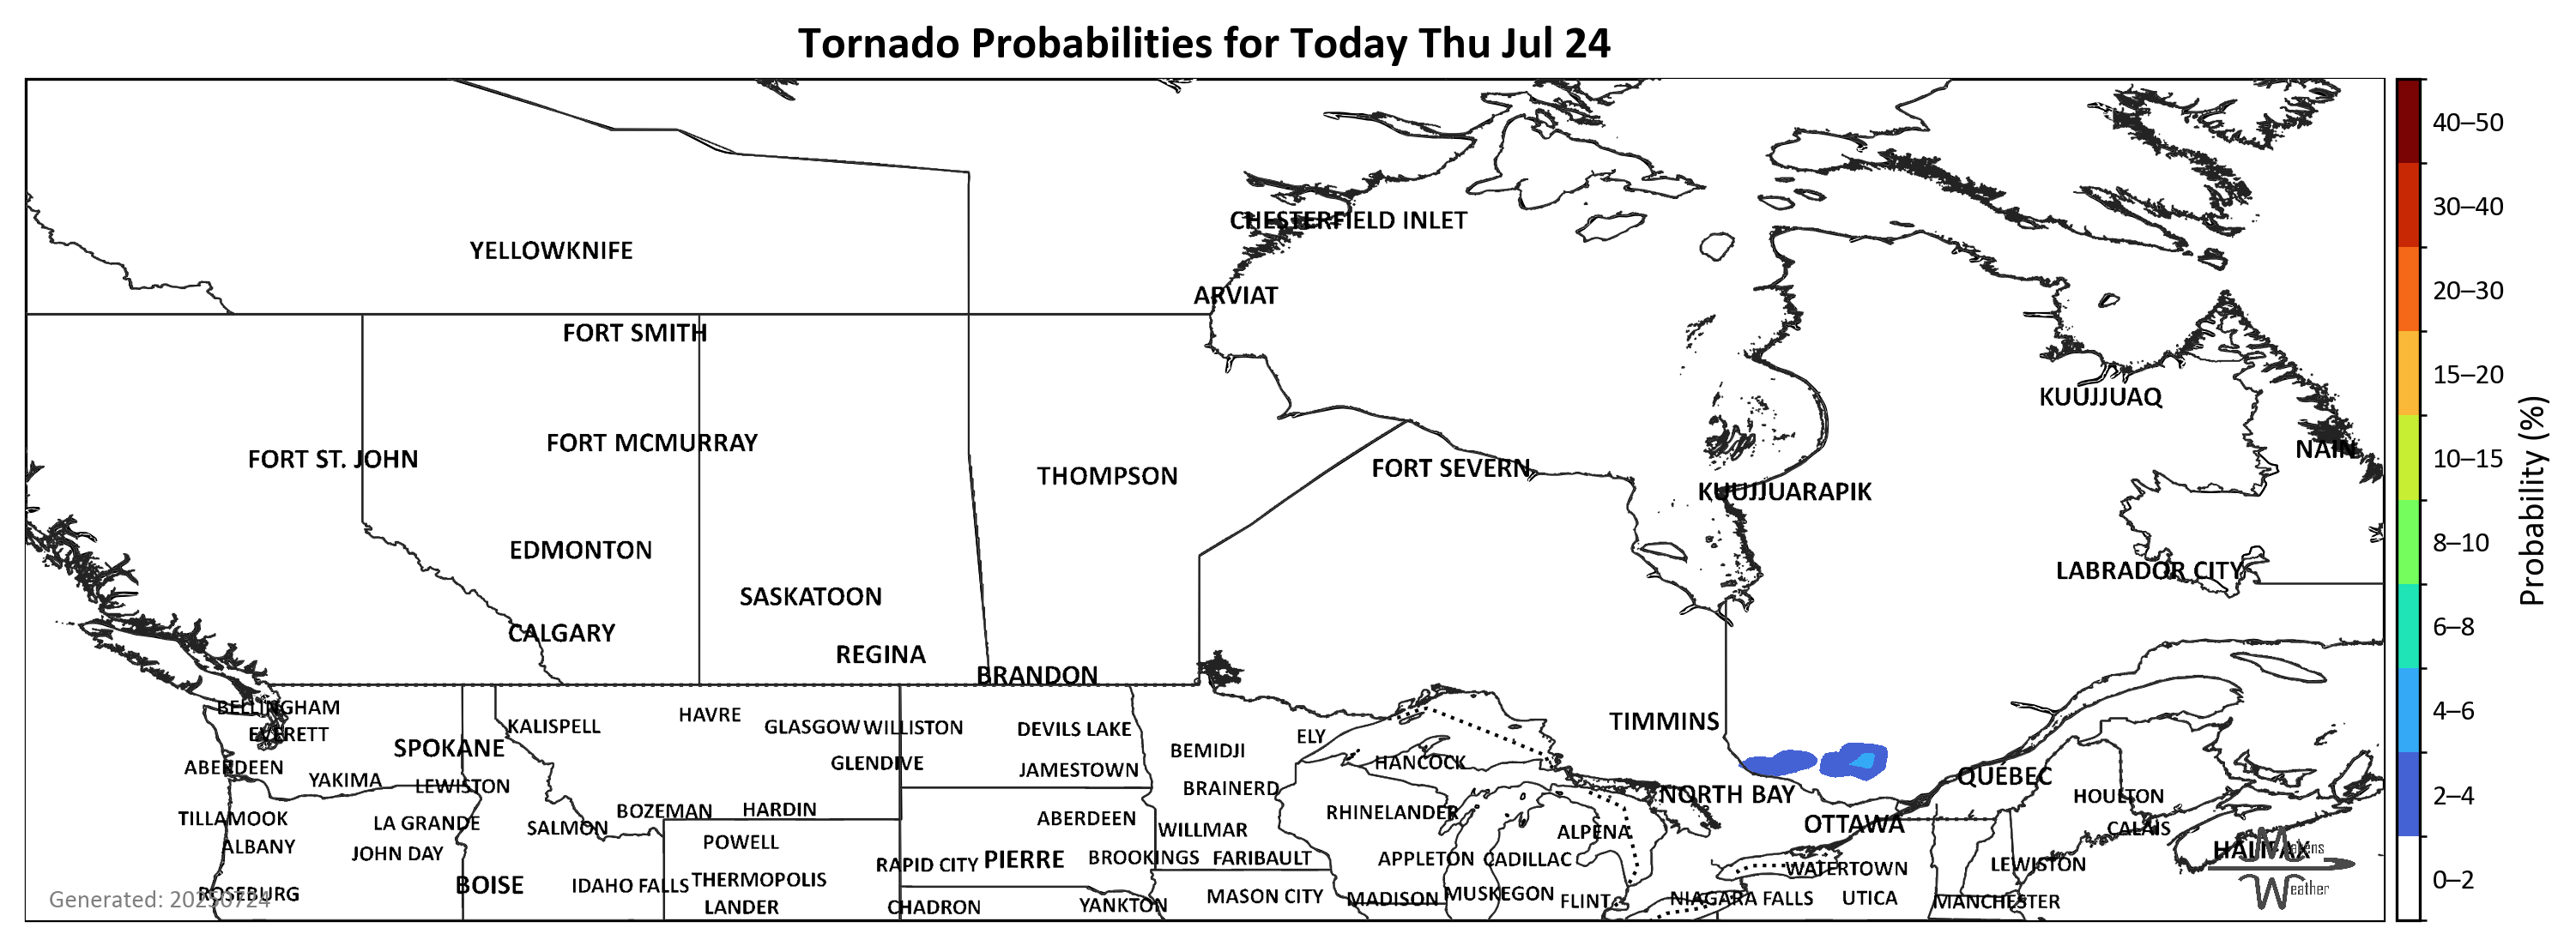 Tornado Probabilities for Today Thu Jul 24
40–50
30–40
CHESTERFIELD INLET
YELLOWKNIFE
20–30
ARVIAT
FORT SMITH
15–20
KUUJJUAQ
FORT MCMURRAY
NAIN
10–15
FORT ST. JOHN
FORT SEVERN
THOMPSON
KUUJJUARAPIK
Probability (%)
8–10
EDMONTON
LABRADOR CITY
SASKATOON
6–8
CALGARY
REGINA
BRANDON
BELLINGHAM
4–6
HAVRE
TIMMINS
KALISPELL
GLASGOW WILLISTON
DEVILS LAKE
EVERETT
ELY
SPOKANE
BEMIDJI
GLENDIVE
HANCOCK
ABERDEEN
JAMESTOWN
QUÉBEC
YAKIMA
LEWISTON
BRAINERD
NORTH BAY
2–4
HOULTON
BOZEMAN
HARDIN
RHINELANDER
TILLAMOOK
ABERDEEN
LA GRANDE
OTTAWA
SALMON
WILLMAR
ALPENA
CALAIS
POWELL
ALBANY
HALIFAX
JOHN DAY
BROOKINGS
FARIBAULT
APPLETON
CADILLAC
PIERRE
RAPID CITY
LEWISTON
WATERTOWN
THERMOPOLIS
0–2
BOISE
IDAHO FALLS
Weather
ROSEBURG
MUSKEGON
MASON CITY
NIAGARA FALLS
UTICA
Generated: 20250724
MADISON
FLINT
MANCHESTER
LANDER
CHADRON
YANKTON